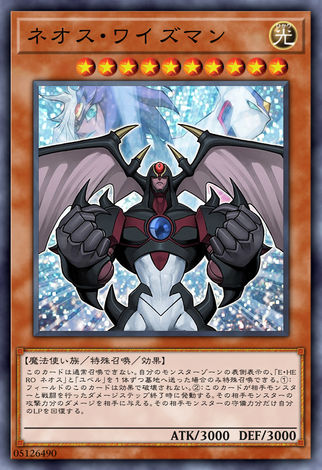 ネオス・ワイズマン
光
【魔法使い族／特殊召喚／効果】
このカードは通常召喚できない。自分のモンスターゾーンの表側表示の、「E・HE
RO ネオス」と「ユベル」を１体ずつ墓地へ送った場合のみ特殊召喚できる。①：
フィールドのこのカードは効果で破壊されない。②：このカードが相手モンスター
と戦闘を行ったダメージステップ終了時に発動する。その相手モンスターの
攻撃力分のダメージを相手に与える。その相手モンスターの守備力分だけ自分
のLPを回復する。
ATK/3000 DEF/3000
05126490